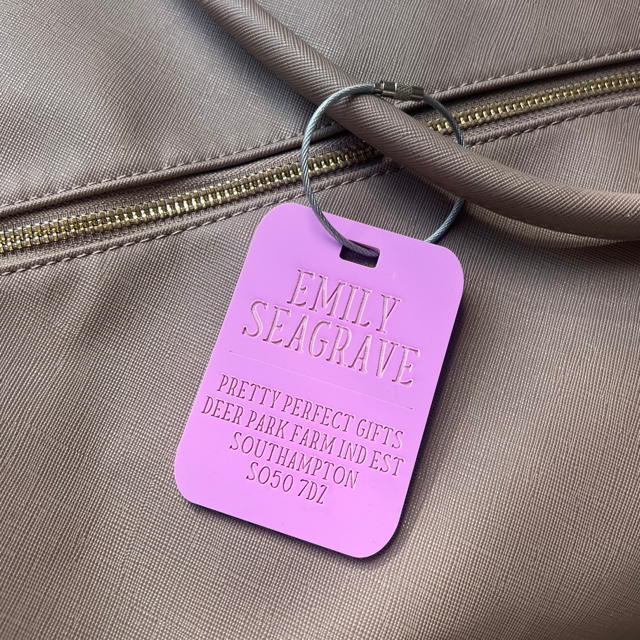 EMILY
SEAGRAVE
PRETTY PERFECT GIFTS
DEER PARK FARM IND EST
SOUTHAMPTON
SO50 7DZ